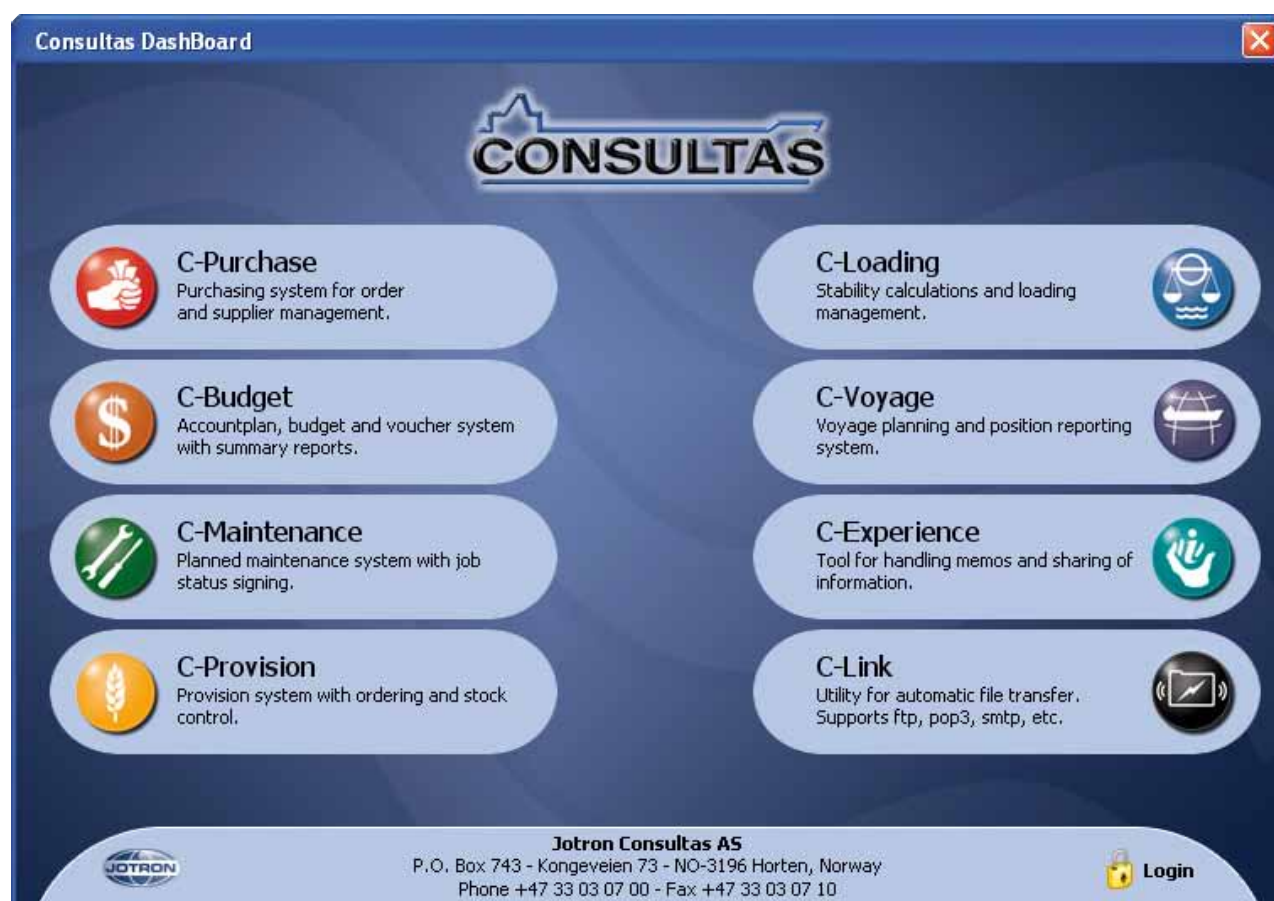 Consultas DashBoard
CONSULTAS
C-Purchase
Purchasing system for order
and supplier management.
C-Budget
Accountplan, budget and voucher system
with summary reports.
C-Maintenance
Planned maintenance system with job
status signing.
C-Provision
Provision system with ordering and stock
control.
C-Loading
Stability calculations and loading
management.
C-Voyage
Voyage planning and position reporting
system.
C-Experience
Tool for handling memos and sharing of
information.
C-Link
Utility for automatic file transfer.
Supports ftp, pop3, smtp, etc.
JOTRON
Jotron Consultas AS
P.O. Box 743 - Kongeveien 73 - NO-3196 Horten, Norway
Phone +47 33 03 07 00 - Fax +47 33 03 07 10
Login